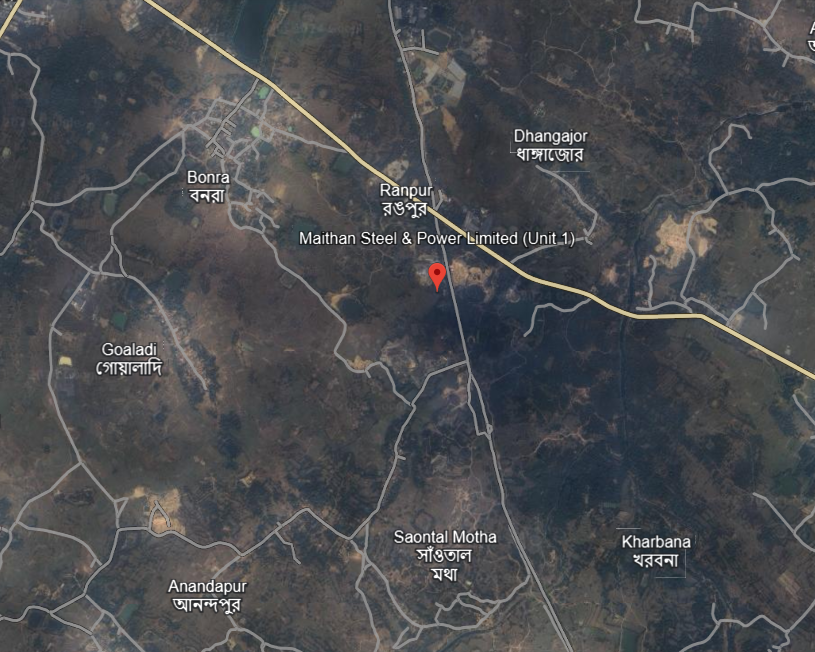 Dhangajor
ধাঙ্গাজোর
Bonra
বনরা
Ranpur
রঙপুর
Maithan Steel & Power Limited (Unit 1)
Goaladi
গোয়ালাদি
Saontal Motha
সাঁওতাল
মথা
Kharbana
খরবনা
Anandapur
আনন্দপুর